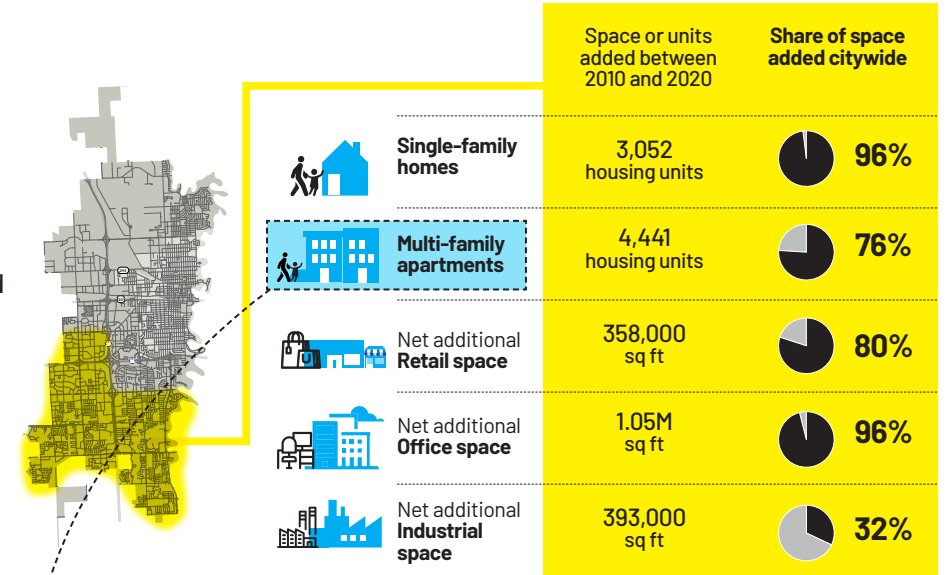 Space or units
added between
2010 and 2020
Share of space
added citywide
Single-family
homes
3,052
housing units
96%
Multi-family
apartments
4,441
housing units
76%
Net additional
Retail space
358,000
sq ft
80%
Net additional
Office space
1.05M
sq ft
96%
Net additional
Industrial
space
393,000
sq ft
32%